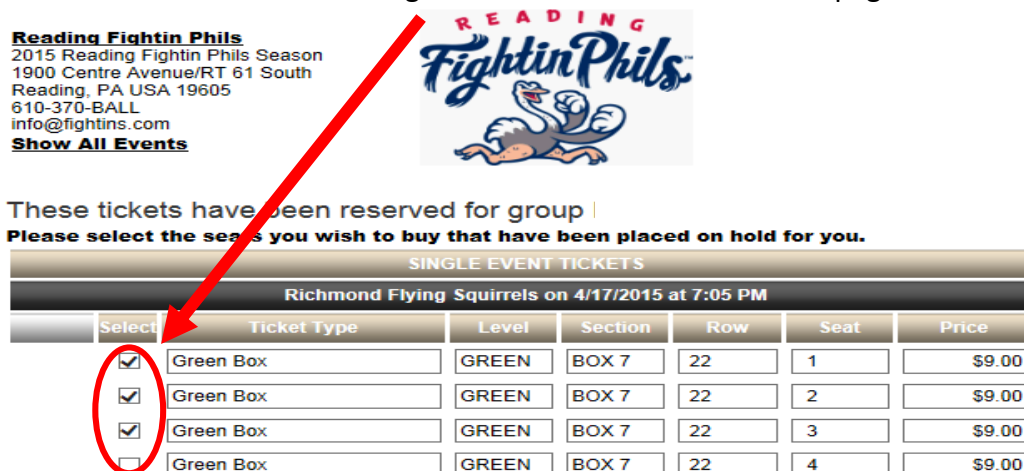 READING
Fightin Phils
Reading Fightin Phils
2015 Reading Fightin Phils Season
1900 Centre Avenue/RT 61 South
Reading, PA USA 19605
610-370-BALL
info@fightins.com
Show All Events
These tickets have been reserved for group
Please select the seats you wish to buy that have been placed on hold for you.
SINGLE EVENT TICKETS
Richmond Flying Squirrels on 4/17/2015 at 7:05 PM
Select Ticket Type Level Section Row Seat Price
Green Box GREEN BOX 7 22 1 $9.00
Green Box GREEN BOX 7 22 2 $9.00
Green Box GREEN BOX 7 22 3 $9.00
Green Box GREEN BOX 7 22 4 $9.00